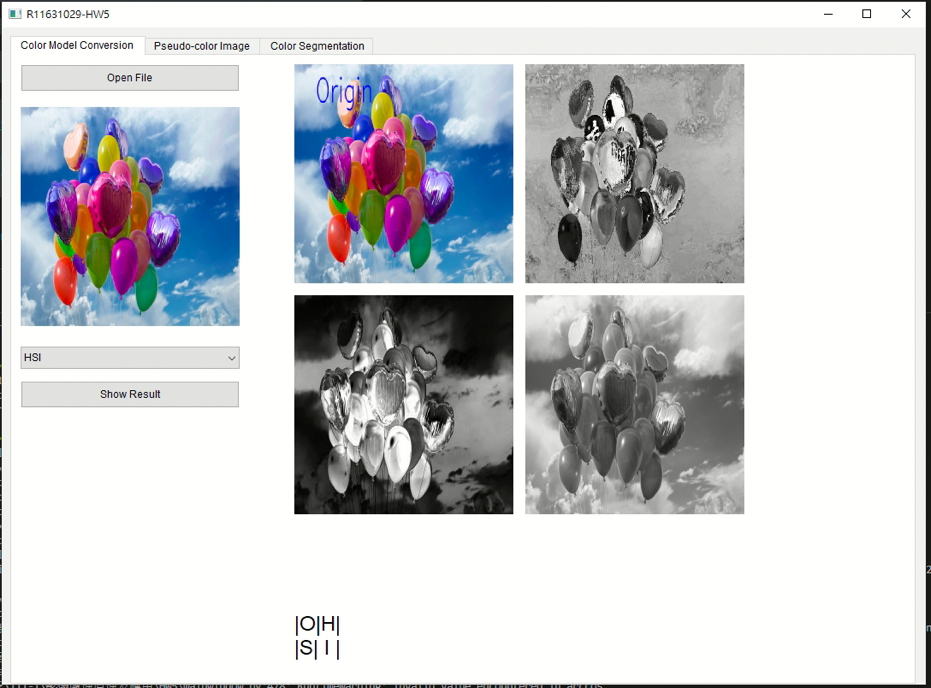 R11631029-HW5
Color Model Conversion
Pseudo-color Image
Color Segmentation
Open File
Origin
HSI
Show Result
|O|H|
|S| I |